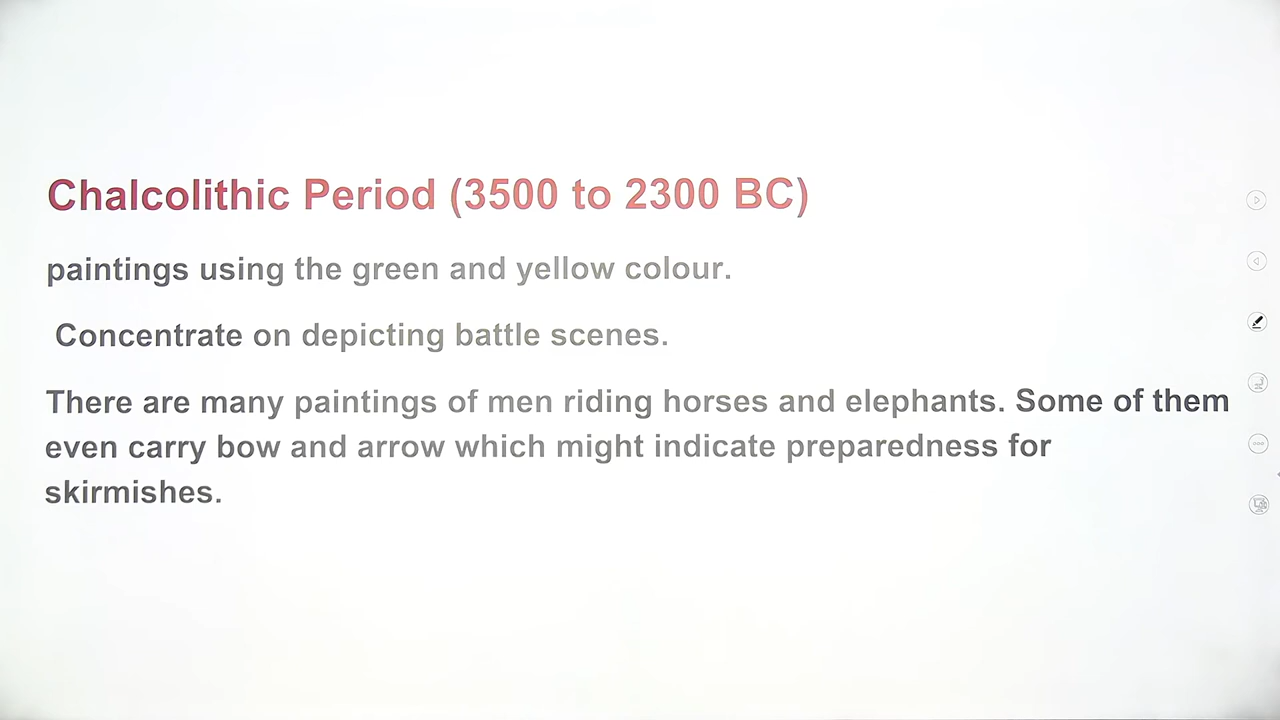 Chalcolithic Period (3500 to 2300 BC)
paintings using the green and yellow colour.
Concentrate on depicting battle scenes.
There are many paintings of men riding horses and elephants. Some of them
even carry bow and arrow which might indicate preparedness for
skirmishes.